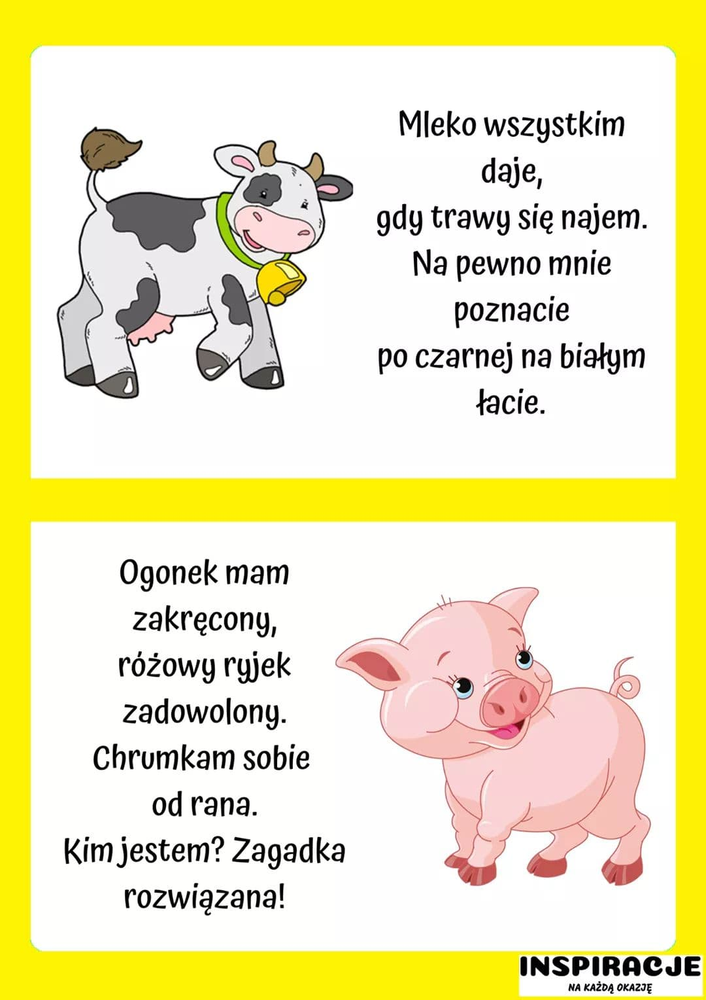 Mleko wszystkim
daje,
gdy trawy się najem.
Na pewno mnie
poznacie
po czarnej na białym
łacie.
Ogonek mam
zakręcony,
różowy ryjek
zadowolony.
Chrumkam sobie
od rana.
Kim jestem? Zagadka
rozwiązana!
INSPIRACJE
NA KAŻDĄ OKAZJĘ